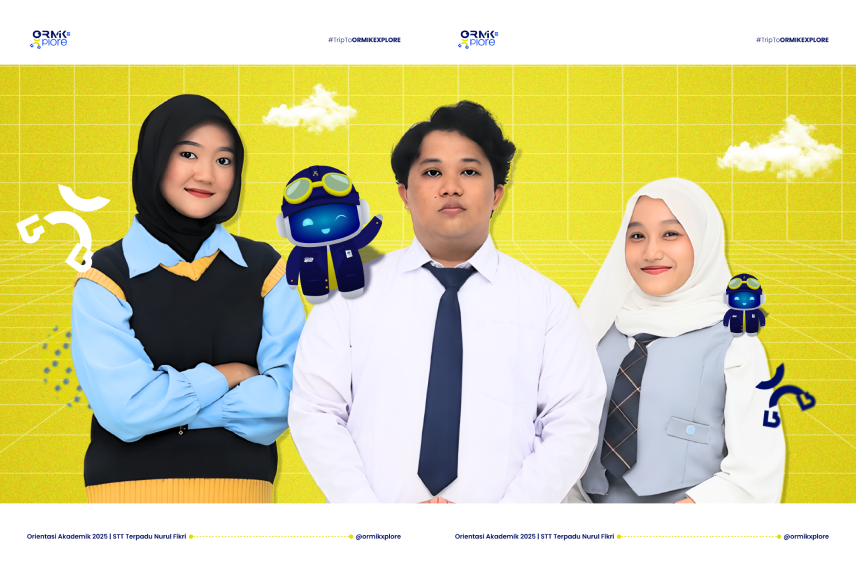 ORMIK
Xplore
#TripToORMIKEXPLORE
ORMIK
Xplore
#TripToORMIKEXPLORE
Orientasi Akademik 2025 | STT Terpadu Nurul Fikri
@ormikxplore
Orientasi Akademik 2025 | STT Terpadu Nurul Fikri
@ormikxplore